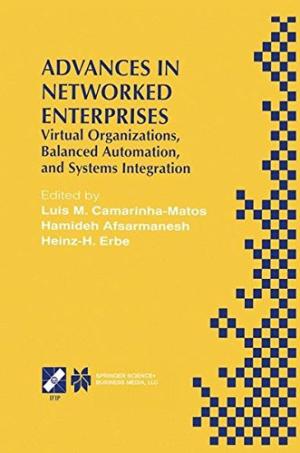 ADVANCES IN
NETWORKED
ENTERPRISES
Virtual Organizations,
Balanced Automation,
and Systems Integration
Edited by
Luis M. Camarinha-Matos
Hamideh Afsarmanesh
Heinz-H. Erbe
IFIP
SPRINGER SCIENCE+
BUSINESS MEDIA, LLC